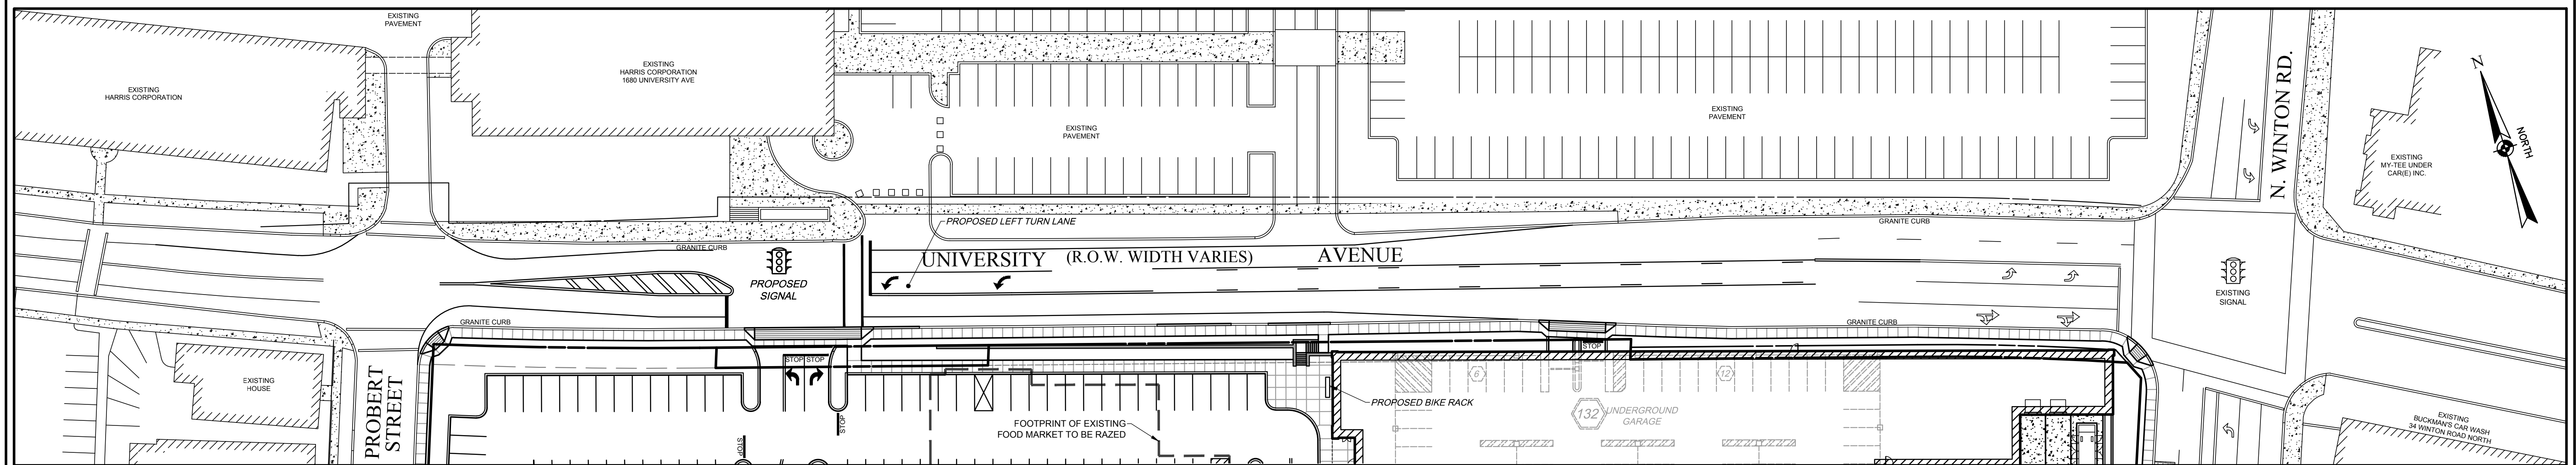 EXISTING
PAVEMENT
EXISTING
HARRIS CORPORATION
EXISTING
HARRIS CORPORATION
1680 UNIVERSITY AVE
EXISTING
PAVEMENT
EXISTING
PAVEMENT
N. WINTON RD.
EXISTING
MY-TEE UNDER
CAR(E) INC.
N
NORTH
PROPOSED LEFT TURN LANE
GRANITE CURB
GRANITE CURB
UNIVERSITY (R.O.W. WIDTH VARIES) AVENUE
PROPOSED
SIGNAL
EXISTING
SIGNAL
GRANITE CURB
GRANITE CURB
STOP STOP
STOP
EXISTING
HOUSE
PROBERT
STREET
STOP
STOP
FOOTPRINT OF EXISTING
FOOD MARKET TO BE RAZED
PROPOSED BIKE RACK
6
12
132 UNDERGROUND
GARAGE
EXISTING
BUCKMAN'S CAR WASH
34 WINTON ROAD NORTH